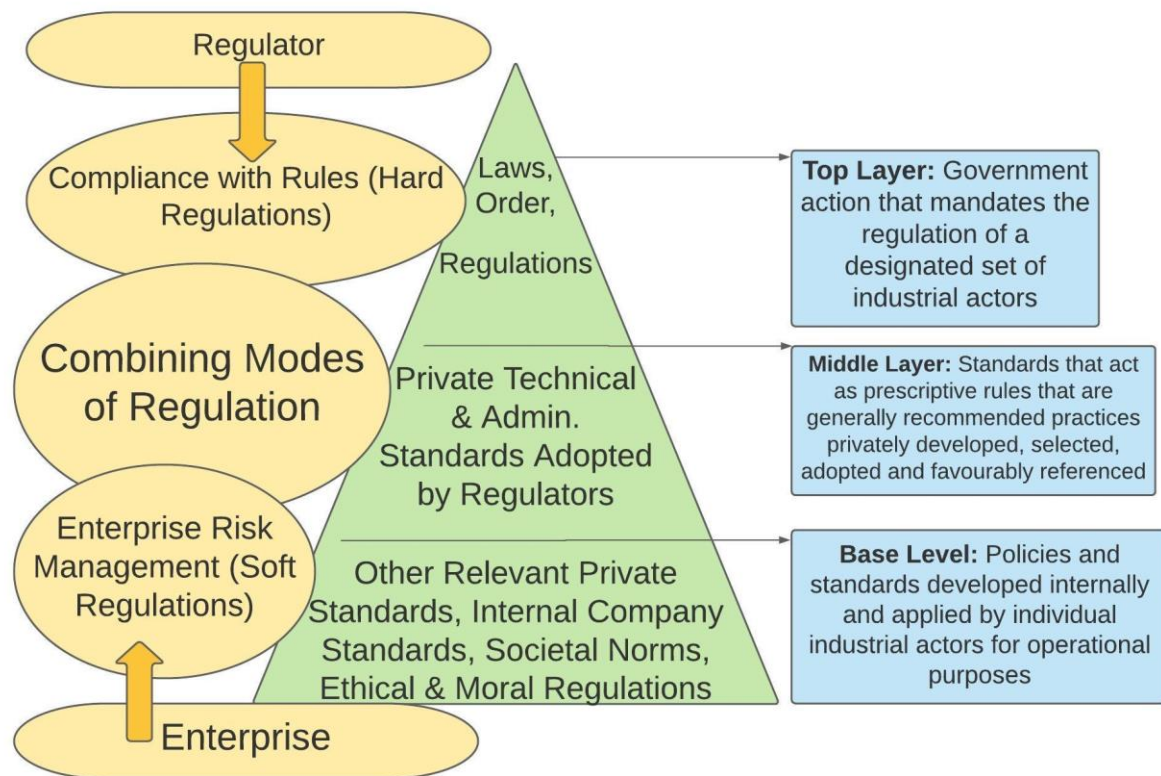 Regulator
Compliance with Rules (Hard
Regulations)
Combining Modes
of Regulation
Enterprise Risk
Management (Soft
Regulations)
Enterprise
Laws,
Order,
Regulations
Private Technical
& Admin.
Standards Adopted
by Regulators
Other Relevant Private
Standards, Internal Company
Standards, Societal Norms,
Ethical & Moral Regulations
Top Layer: Government
action that mandates the
regulation of a
designated set of
industrial actors
Middle Layer: Standards that act
as prescriptive rules that are
generally recommended practices
privately developed, selected,
adopted and favourably referenced
Base Level: Policies and
standards developed internally
and applied by individual
industrial actors for operational
purposes